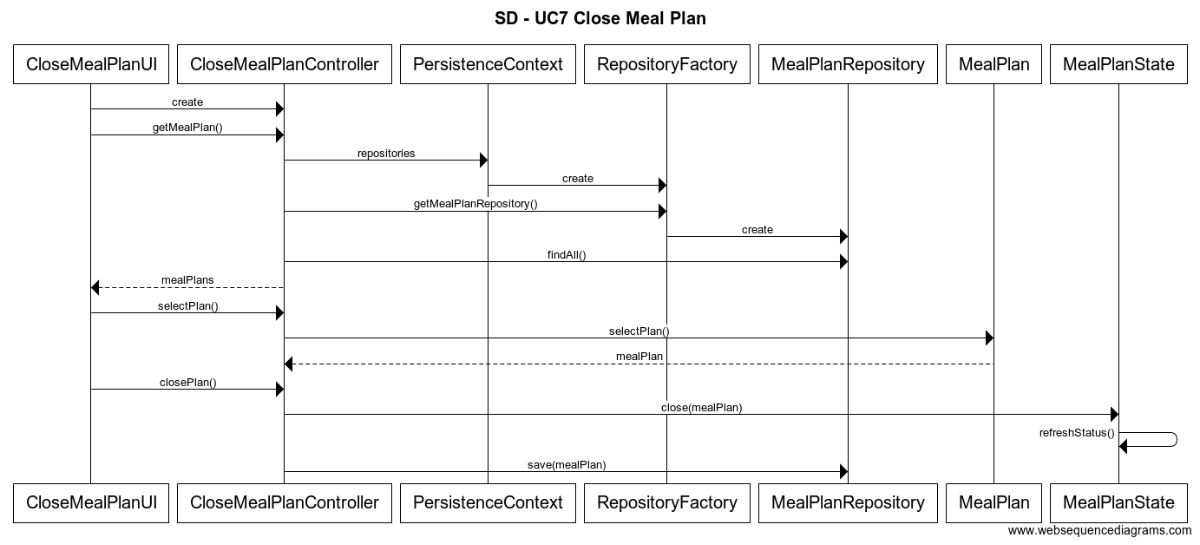 SD - UC7 Close Meal Plan
CloseMealPlanUI CloseMealPlanController PersistenceContext RepositoryFactory MealPlanRepository MealPlan MealPlanState
create
getMealPlan()
repositories
create
getMealPlanRepository()
create
findAll()
mealPlans
selectPlan()
selectPlan()
mealPlan
closePlan()
close(mealPlan)
refreshStatus()
save(mealPlan)
CloseMealPlanUI CloseMealPlanController PersistenceContext RepositoryFactory MealPlanRepository MealPlan MealPlanState
www.websequencediagrams.com